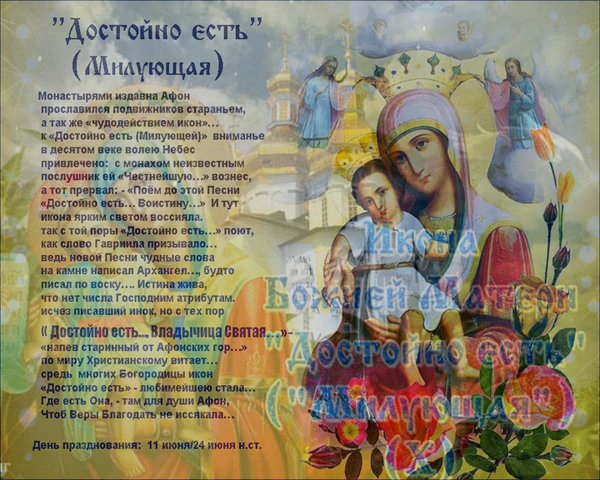 "Достойно есть"
(Милующая)
Монастырями издавна Афон
прославился подвижников стараньем,
а так же «чудодействием икон»…
к «Достойно есть (Милующей)» вниманье
в десятом веке волею Небес
привлечено: с монахом неизвестным
послушник ей «Честнейшую…» вознес,
а тот прервал: - «Поём до этой Песни
«Достойно есть… Воистину…» И тут
икона ярким светом воссияла.
так с той поры «Достойно есть…» поют,
как слово Гавриила призывало…
ведь новой Песни чудные слова
на камне написал Архангел…, будто
писал по воску…. Истина жива,
что нет числа Господним атрибутам.
исчез писавший инок, но с тех пор
« Достойно есть…, Владычица Святая….»-
«напев старинный от Афонских гор…»
по миру Христианскому витает…
средь многих Богородицы икон
«Достойно есть» - любимейшею стала…
Где есть Она, - там для души Афон,
Чтоб Веры Благодать не иссякала…
День празднования: 11 июня/24 июня н.ст.
Икона
Божией Матери
"Достойно есть"
("Милующая")
(X)